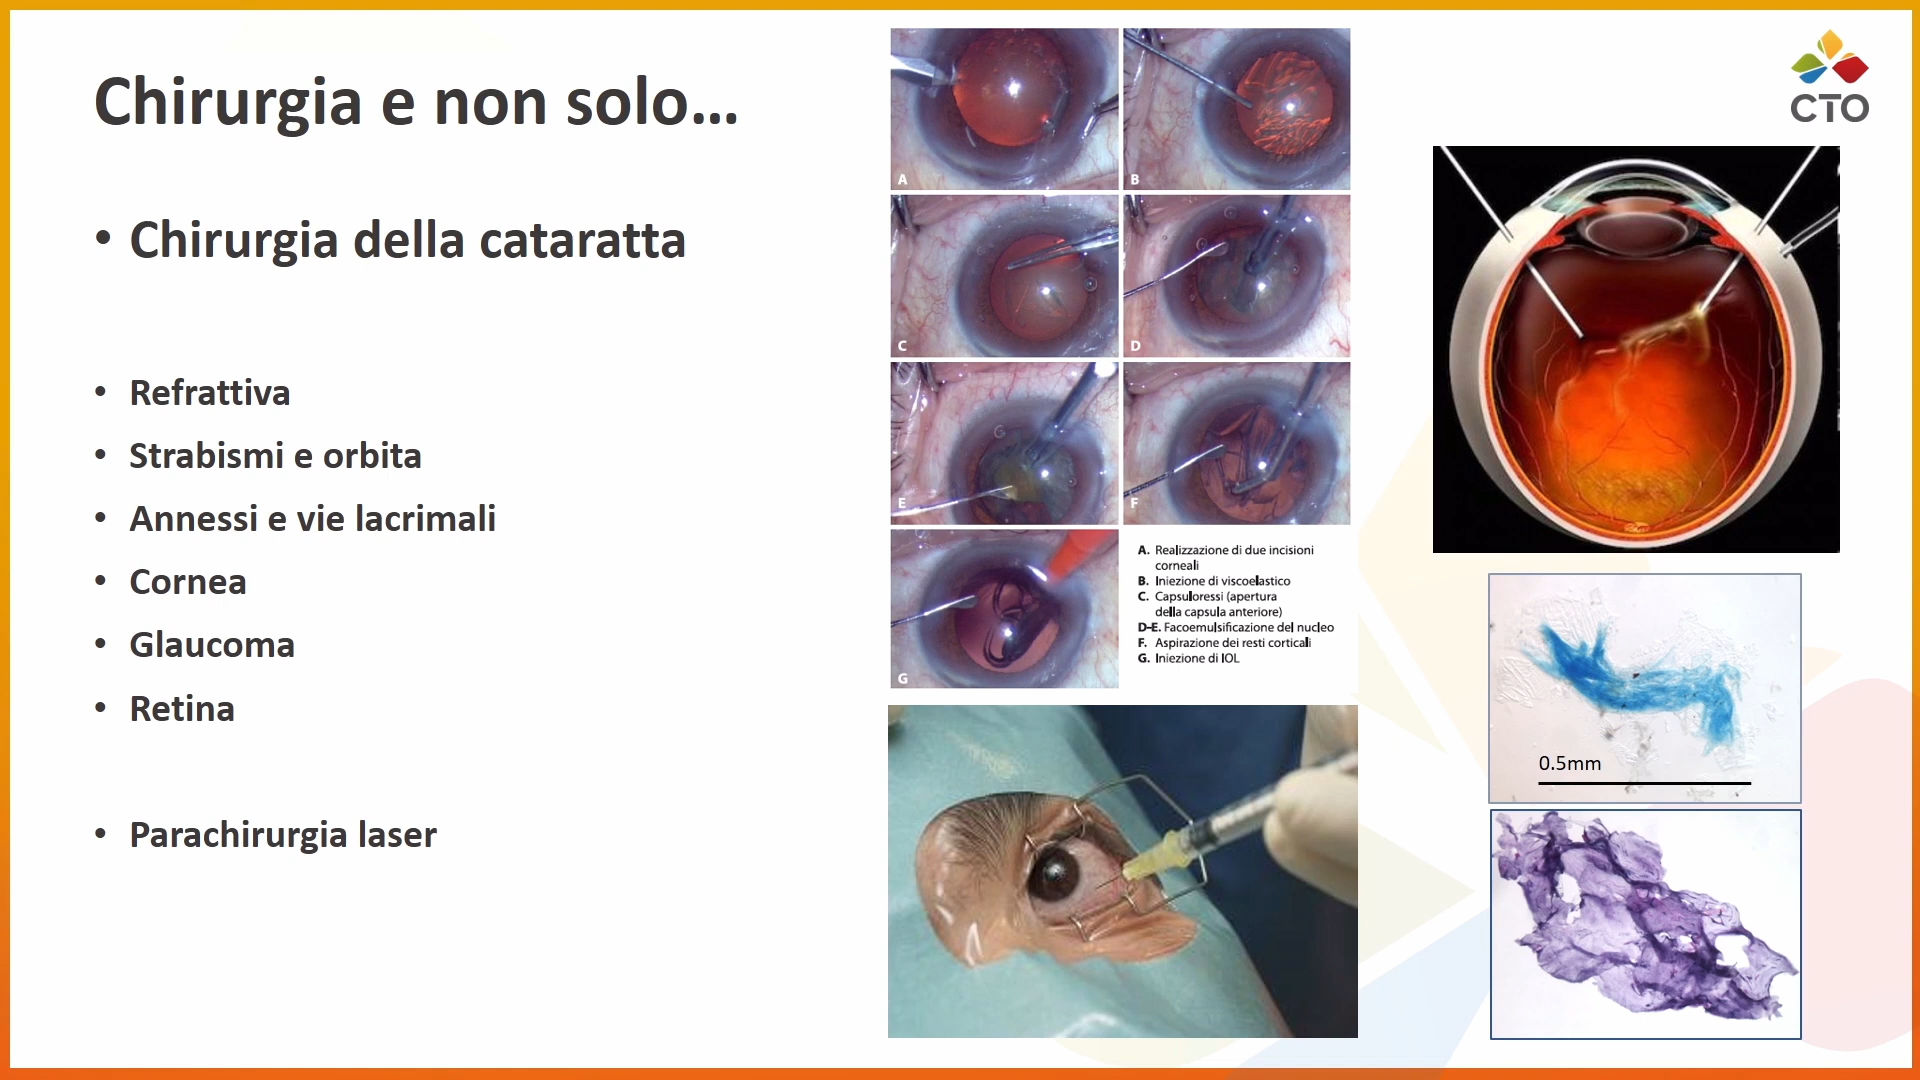 Chirurgia e non solo...
• Chirurgia della cataratta
• Refrattiva
• Strabismi e orbita
• Annessi e vie lacrimali
• Cornea
• Glaucoma
• Retina
• Parachirurgia laser
A
B
C
D
E
F
G
A. Realizzazione di due incisioni
corneali
B. Iniezione di viscoelastico
C. Capsuloressi (apertura
della capsula anteriore)
D-E. Facoemulsificazione del nucleo
F. Aspirazione dei resti corticali
G. Iniezione di IOL
CTO
0.5mm